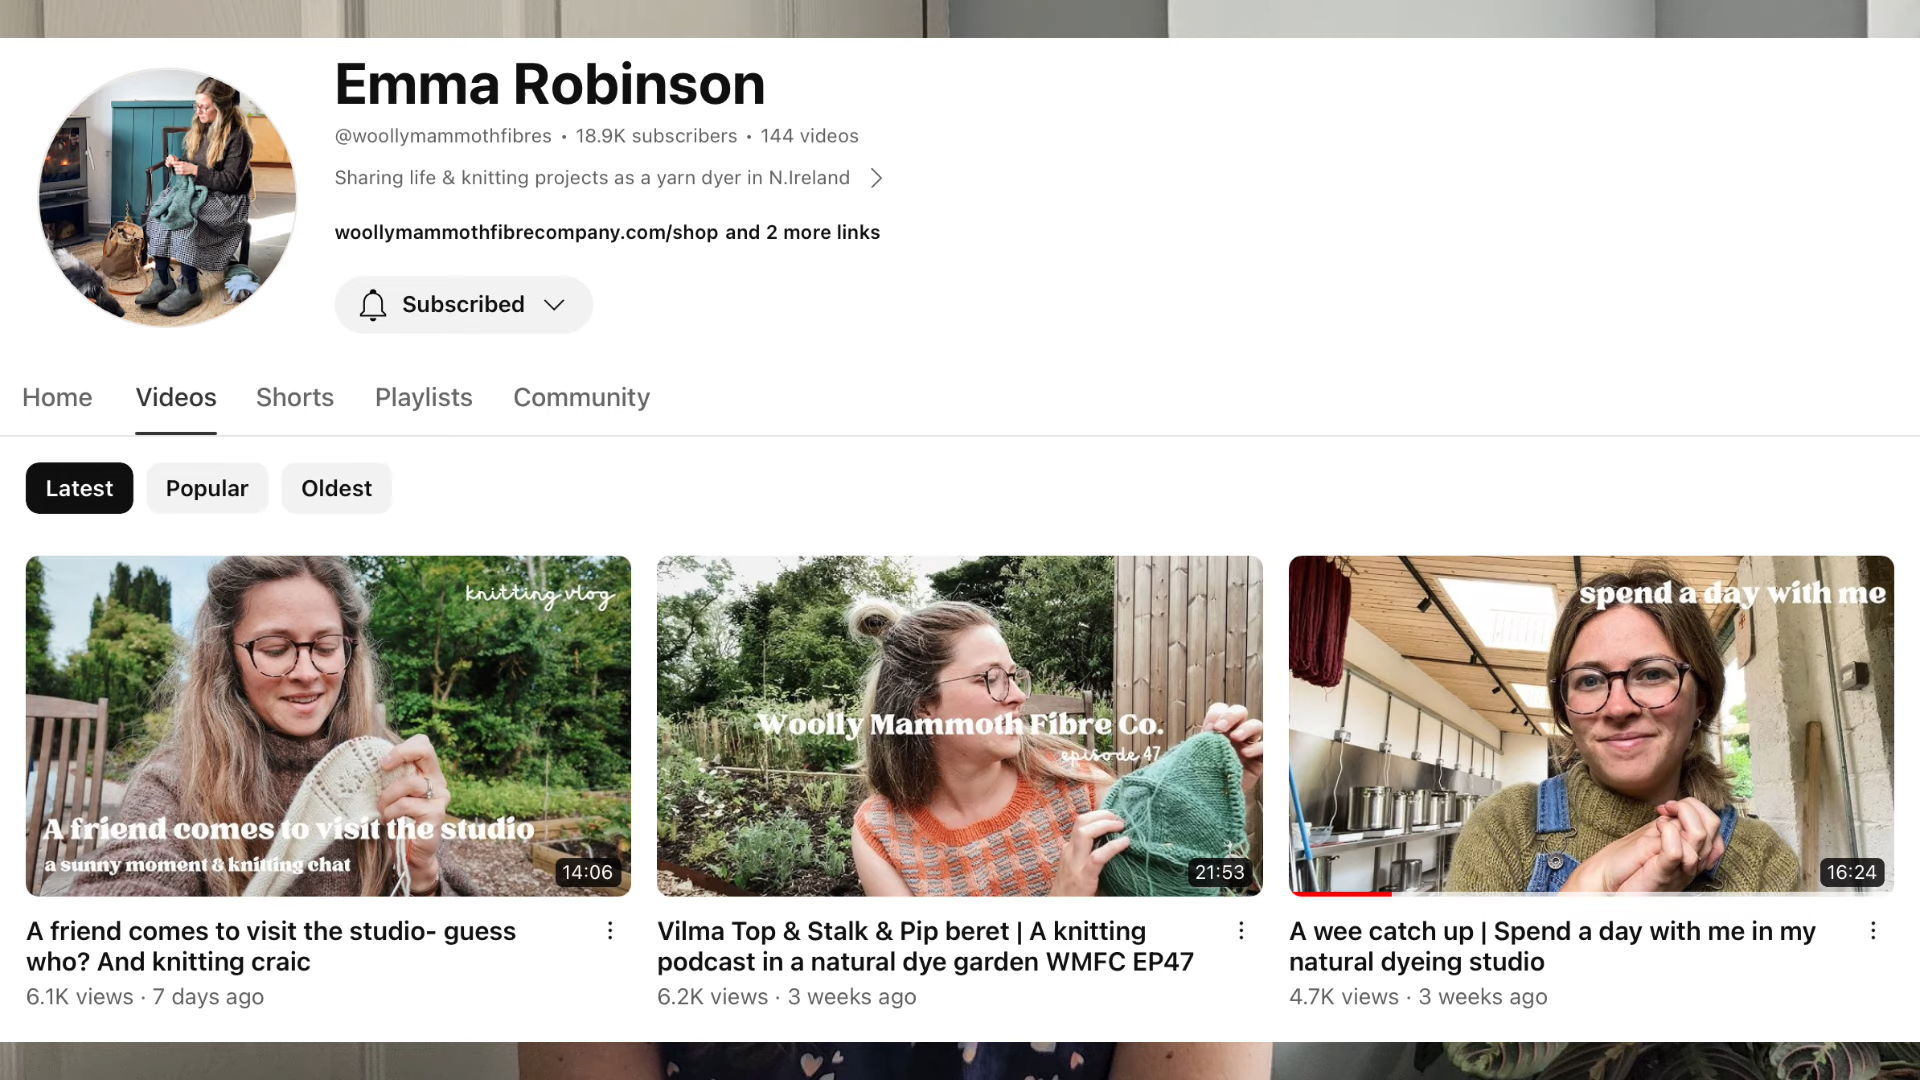 Emma Robinson
@woollymammothfibres • 18.9K subscribers • 144 videos
Sharing life & knitting projects as a yarn dyer in N.Ireland
woollymammothfibrecompany.com/shop and 2 more links
Subscribed
Home Videos Shorts Playlists Community
Latest Popular Oldest
knitting vlog
A friend comes to visit the studio
a sunny moment & knitting chat
14:06
Woolly Mammoth Fibre Co.
episode 47
21:53
spend a day with me
16:24
A friend comes to visit the studio- guess
who? And knitting craic
6.1K views · 7 days ago
Vilma Top & Stalk & Pip beret | A knitting
podcast in a natural dye garden WMFC EP47
6.2K views · 3 weeks ago
A wee catch up | Spend a day with me in my
natural dyeing studio
4.7K views · 3 weeks ago